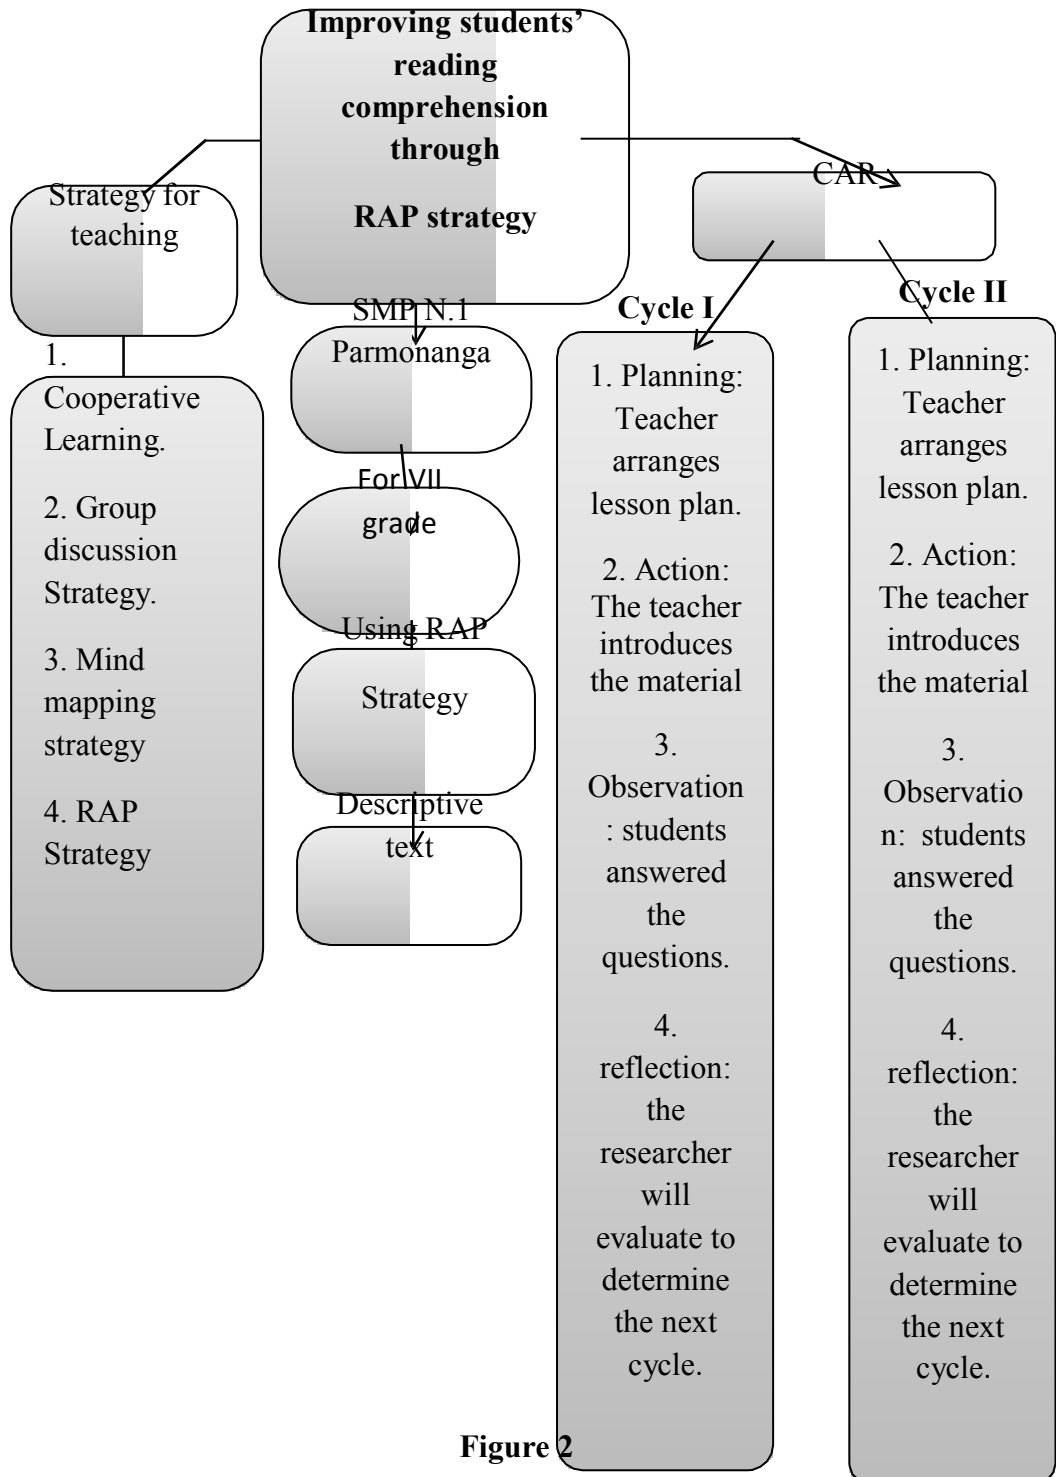 Improving students’
reading
comprehension
through
RAP strategy
Strategy for
teaching
1.
Cooperative
Learning.
2. Group
discussion
Strategy.
3. Mind
mapping
strategy
4. RAP
Strategy
SMP N.1
Parmonanga
For VII
grade
Using RAP
Strategy
Descriptive
text
CAR
Cycle I
1. Planning:
Teacher
arranges
lesson plan.
2. Action:
The teacher
introduces
the material
3.
Observation
: students
answered
the
questions.
4.
reflection:
the
researcher
will
evaluate to
determine
the next
cycle.
Cycle II
1. Planning:
Teacher
arranges
lesson plan.
2. Action:
The teacher
introduces
the material
3.
Observatio
n: students
answered
the
questions.
4.
reflection:
the
researcher
will
evaluate to
determine
the next
cycle.
Figure 2